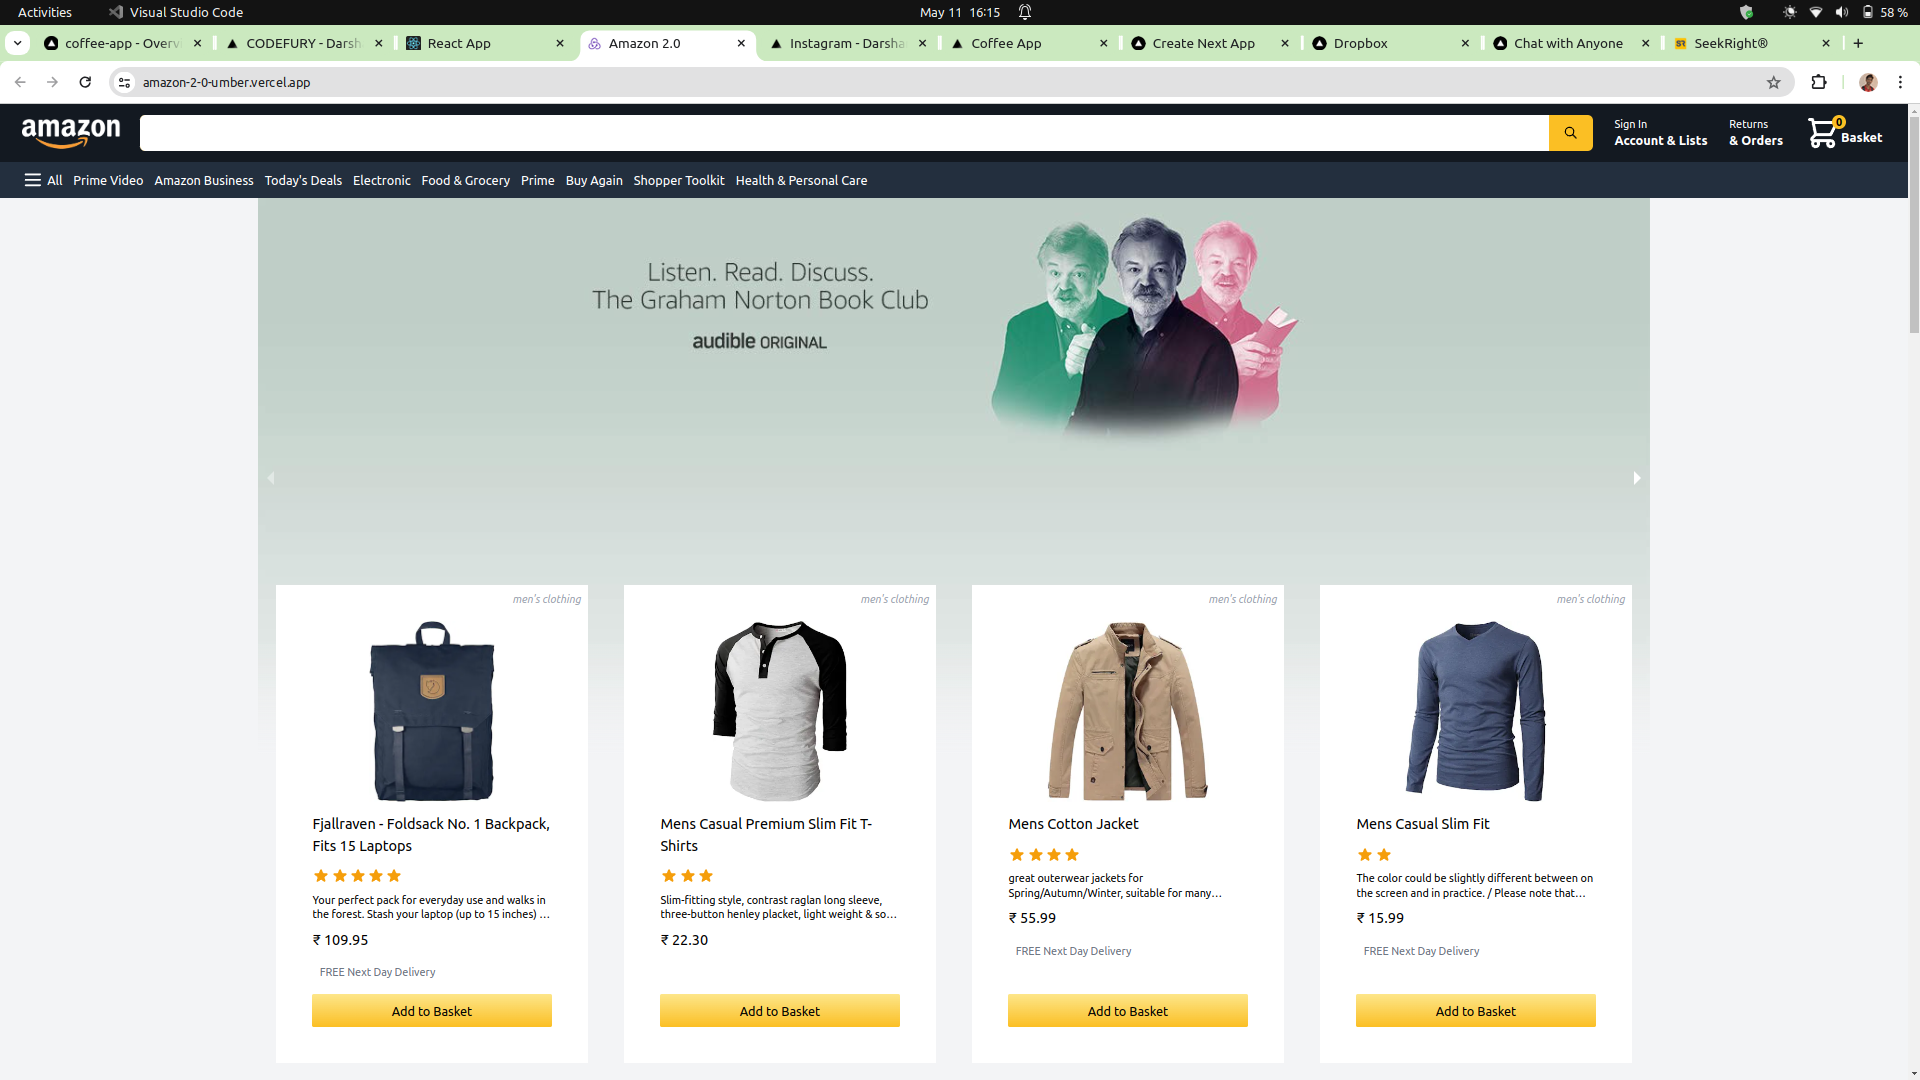 Activities
Visual Studio Code
May 11 16:15
58 %
coffee-app - Overv
CODEFURY - Darsh
React App
Amazon 2.0
Instagram - Darsha
Coffee App
Create Next App
Dropbox
Chat with Anyone
SR
SeekRight®
amazon-2-0-umber.vercel.app
amazon
Sign In
Account & Lists
Returns
& Orders
0
Basket
All
Prime Video
Amazon Business
Today's Deals
Electronic
Food & Grocery
Prime
Buy Again
Shopper Toolkit
Health & Personal Care
Listen. Read. Discuss.
The Graham Norton Book Club
audible ORIGINAL
men's clothing
Fjallraven - Foldsack No. 1 Backpack,
Fits 15 Laptops
Your perfect pack for everyday use and walks in
the forest. Stash your laptop (up to 15 inches) ...
₹ 109.95
FREE Next Day Delivery
Add to Basket
men's clothing
Mens Casual Premium Slim Fit T-
Shirts
Slim-fitting style, contrast raglan long sleeve,
three-button henley placket, light weight & so...
₹ 22.30
Add to Basket
men's clothing
Mens Cotton Jacket
great outerwear jackets for
Spring/Autumn/Winter, suitable for many...
₹ 55.99
FREE Next Day Delivery
Add to Basket
men's clothing
Mens Casual Slim Fit
The color could be slightly different between on
the screen and in practice. / Please note that...
₹ 15.99
FREE Next Day Delivery
Add to Basket